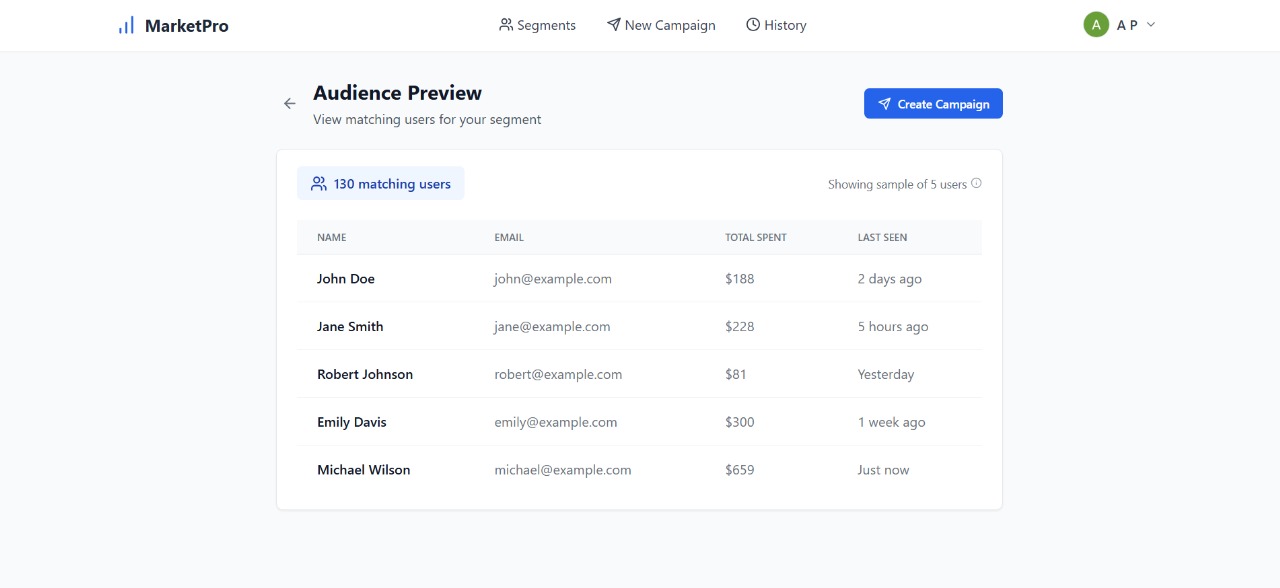 MarketPro
Segments
New Campaign
History
A
A P
Audience Preview
View matching users for your segment
Create Campaign
130 matching users
Showing sample of 5 users
NAME EMAIL TOTAL SPENT LAST SEEN
John Doe john@example.com $188 2 days ago
Jane Smith jane@example.com $228 5 hours ago
Robert Johnson robert@example.com $81 Yesterday
Emily Davis emily@example.com $300 1 week ago
Michael Wilson michael@example.com $659 Just now